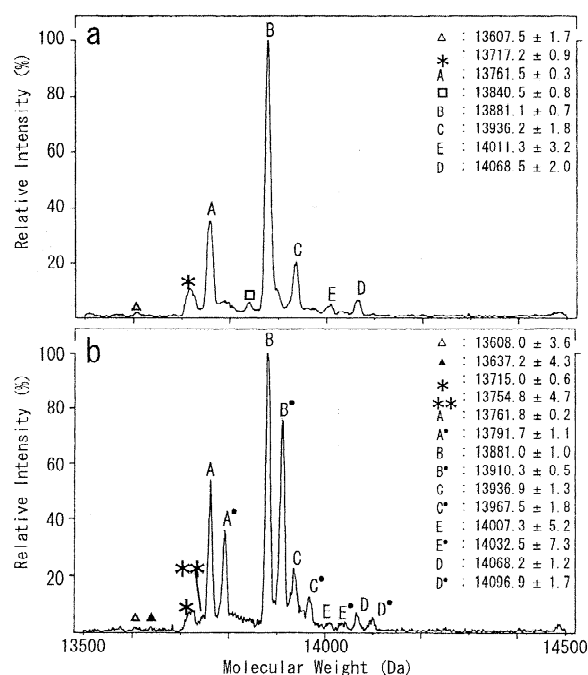 a
Relative Intensity (%)
100
80
60
40
20
B
A
C
E
D
△ : 13607.5 ± 1.7
* : 13717.2 ± 0.9
A : 13761.5 ± 0.3
□ : 13840.5 ± 0.8
B : 13881.1 ± 0.7
C : 13936.2 ± 1.8
E : 14011.3 ± 3.2
D : 14068.5 ± 2.0
b
Relative Intensity (%)
100
80
60
40
20
B
B•
A
A•
C
C•
E
E•
D
D•
**
*
△ : 13608.0 ± 3.6
▲ : 13637.2 ± 4.3
* : 13715.0 ± 0.6
** : 13754.8 ± 4.7
A : 13761.8 ± 0.2
A• : 13791.7 ± 1.1
B : 13881.0 ± 1.0
B• : 13910.3 ± 0.5
C : 13936.9 ± 1.3
C• : 13967.5 ± 1.8
E : 14007.3 ± 5.2
E• : 14032.5 ± 7.3
D : 14068.2 ± 1.2
D• : 14096.9 ± 1.7
13500
14000
14500
Molecular Weight (Da)